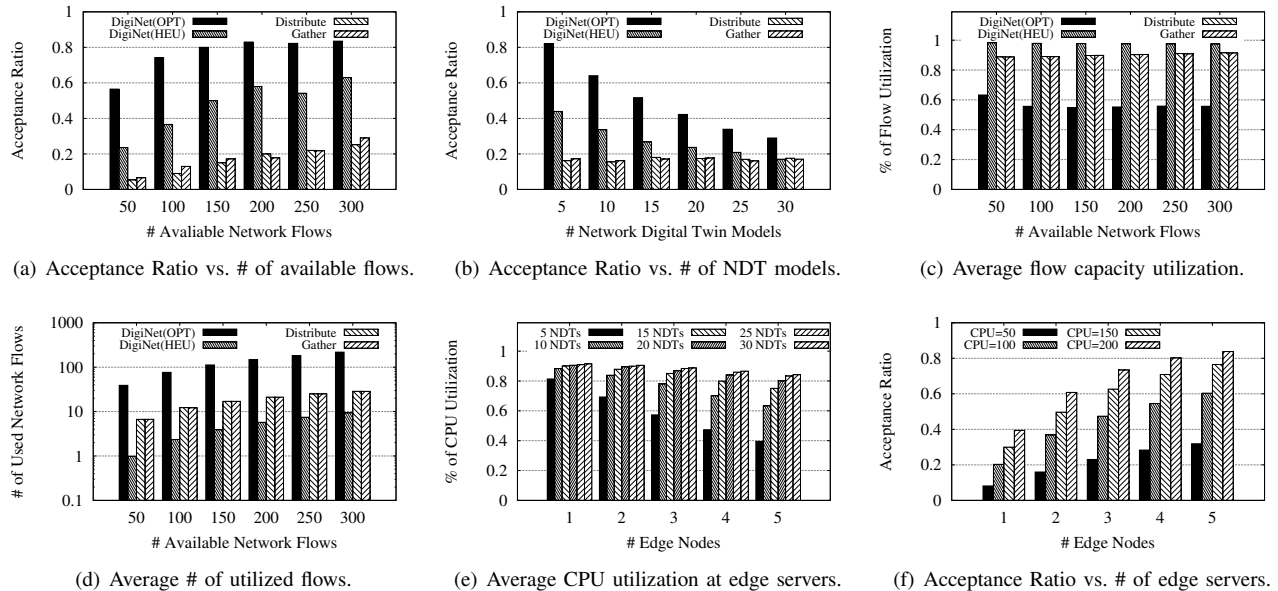 DigiNet(OPT)
DigiNet(HEU)
Distribute
Gather
Acceptance Ratio
1
0.8
0.6
0.4
0.2
0
50 100 150 200 250 300
# Avaliable Network Flows
(a) Acceptance Ratio vs. # of available flows.
DigiNet(OPT)
DigiNet(HEU)
Distribute
Gather
Acceptance Ratio
1
0.8
0.6
0.4
0.2
0
5 10 15 20 25 30
# Network Digital Twin Models
(b) Acceptance Ratio vs. # of NDT models.
DigiNet(OPT)
DigiNet(HEU)
Distribute
Gather
% of Flow Utilization
1
0.8
0.6
0.4
0.2
0
50 100 150 200 250 300
# Available Network Flows
(c) Average flow capacity utilization.
DigiNet(OPT)
DigiNet(HEU)
Distribute
Gather
# of Used Network Flows
1000
100
10
1
0.1
50 100 150 200 250 300
# Available Network Flows
(d) Average # of utilized flows.
5 NDTs
10 NDTs
15 NDTs
20 NDTs
25 NDTs
30 NDTs
% of CPU Utilization
1
0.8
0.6
0.4
0.2
0
1 2 3 4 5
# Edge Nodes
(e) Average CPU utilization at edge servers.
CPU=50
CPU=100
CPU=150
CPU=200
Acceptance Ratio
1
0.8
0.6
0.4
0.2
0
1 2 3 4 5
# Edge Nodes
(f) Acceptance Ratio vs. # of edge servers.